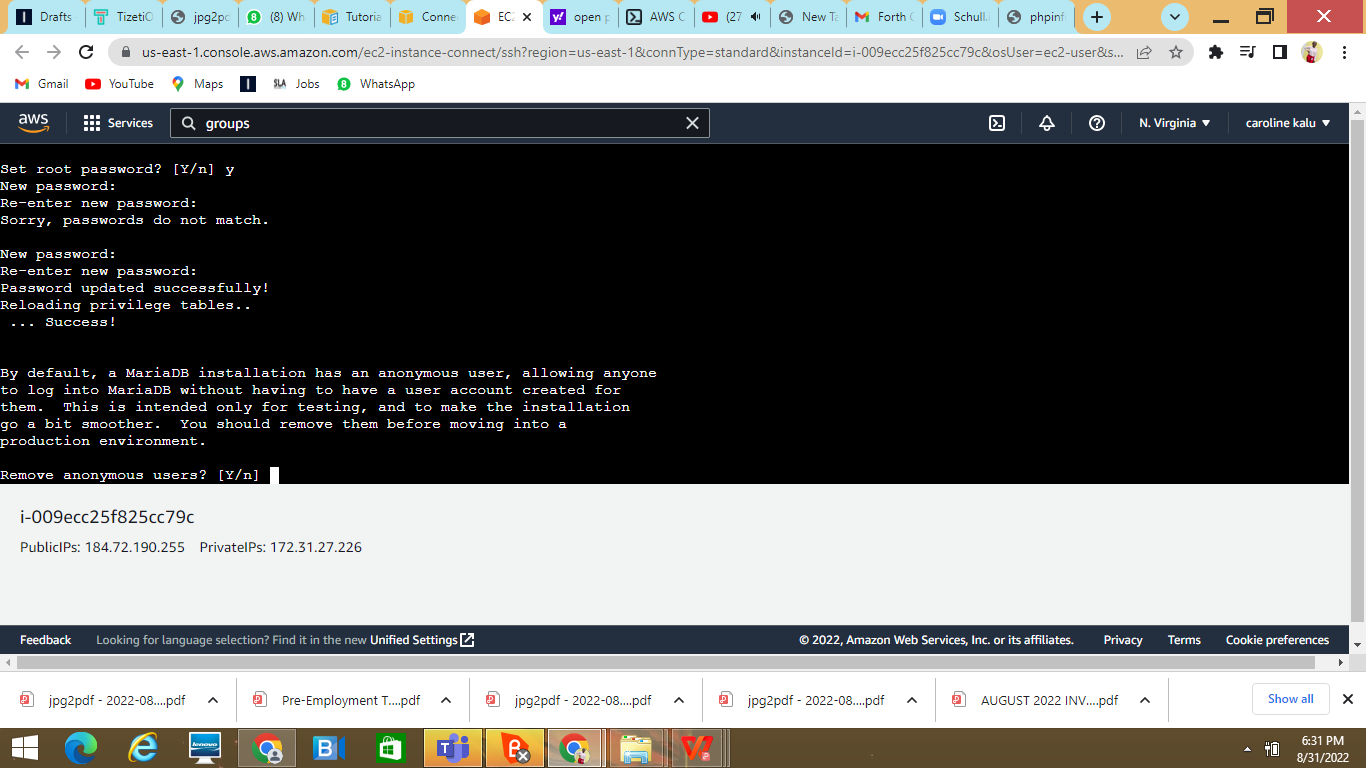 Drafts
TizetiC
jpg2pc
(8) Wh
Tutoria
Conne
EC2
open p
AWS C
(27
New Ta
Forth C
Schull.
phpinf
us-east-1.console.aws.amazon.com/ec2-instance-connect/ssh?region=us-east-1&connType=standard&instanceId=i-009ecc25f825cc79c&osUser=ec2-user&s...
Gmail
YouTube
Maps
SLA Jobs
WhatsApp
aws
Services
groups
N. Virginia
caroline kalu
Set root password? [Y/n] y
New password:
Re-enter new password:
Sorry, passwords do not match.
New password:
Re-enter new password:
Password updated successfully!
Reloading privilege tables..
... Success!
By default, a MariaDB installation has an anonymous user, allowing anyone
to log into MariaDB without having to have a user account created for
them.  This is intended only for testing, and to make the installation
go a bit smoother.  You should remove them before moving into a
production environment.
Remove anonymous users? [Y/n]
i-009ecc25f825cc79c
PublicIPs: 184.72.190.255 PrivateIPs: 172.31.27.226
Feedback Looking for language selection? Find it in the new Unified Settings © 2022, Amazon Web Services, Inc. or its affiliates. Privacy Terms Cookie preferences
jpg2pdf - 2022-08....pdf
Pre-Employment T....pdf
jpg2pdf - 2022-08....pdf
jpg2pdf - 2022-08....pdf
AUGUST 2022 INV....pdf
Show all
lenovo
6:31 PM
8/31/2022